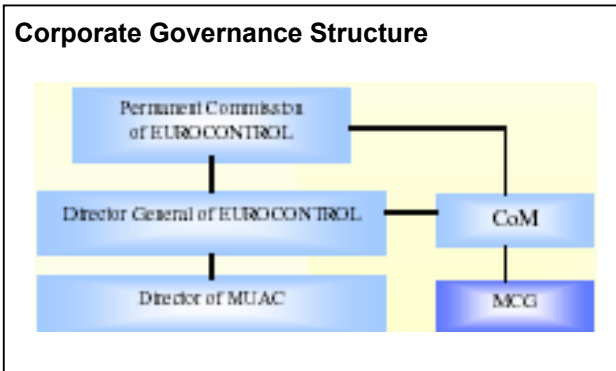 Corporate Governance Structure
Permanent Commission
of EUROCONTROL
Director General of EUROCONTROL
CoM
Director of MUAC
MCG